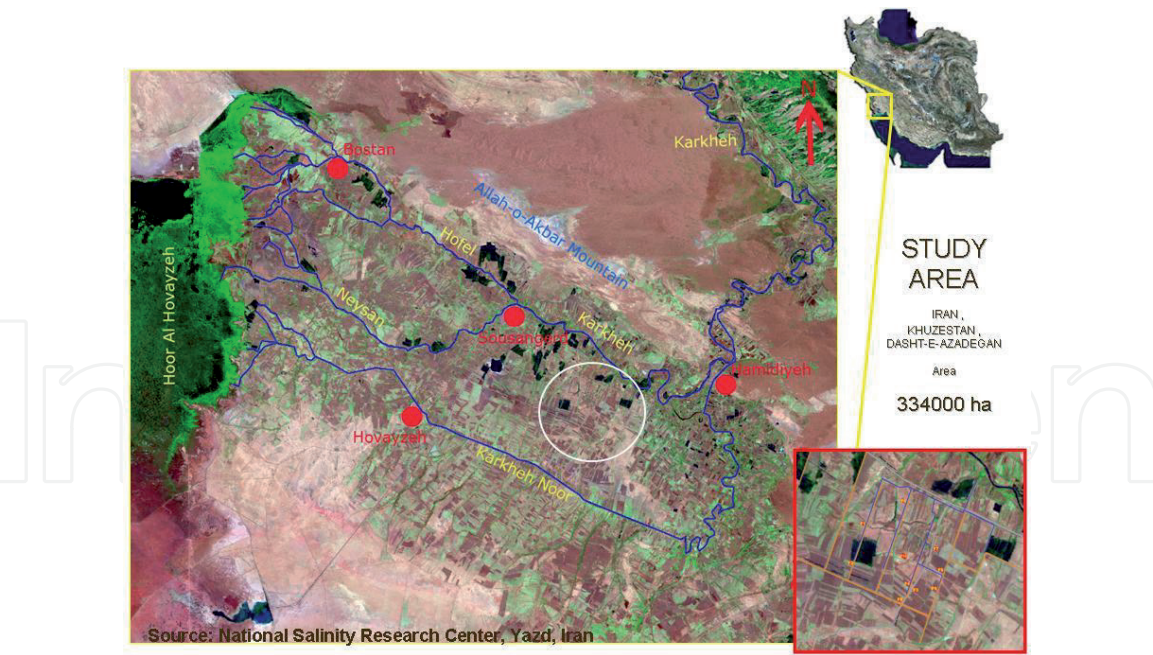 N
Karkheh
Bostan
Allah-o-Akbar Mountain
Hofel
Hoor Al Hovayzeh
Neysan
Karkheh
Sousangerd
Hamidiyeh
Hovayzeh
Karkheh Noor
STUDY
AREA
IRAN ,
KHUZESTAN ,
DASHT-E-AZADEGAN
Area
334000 ha
Source: National Salinity Research Center, Yazd, Iran